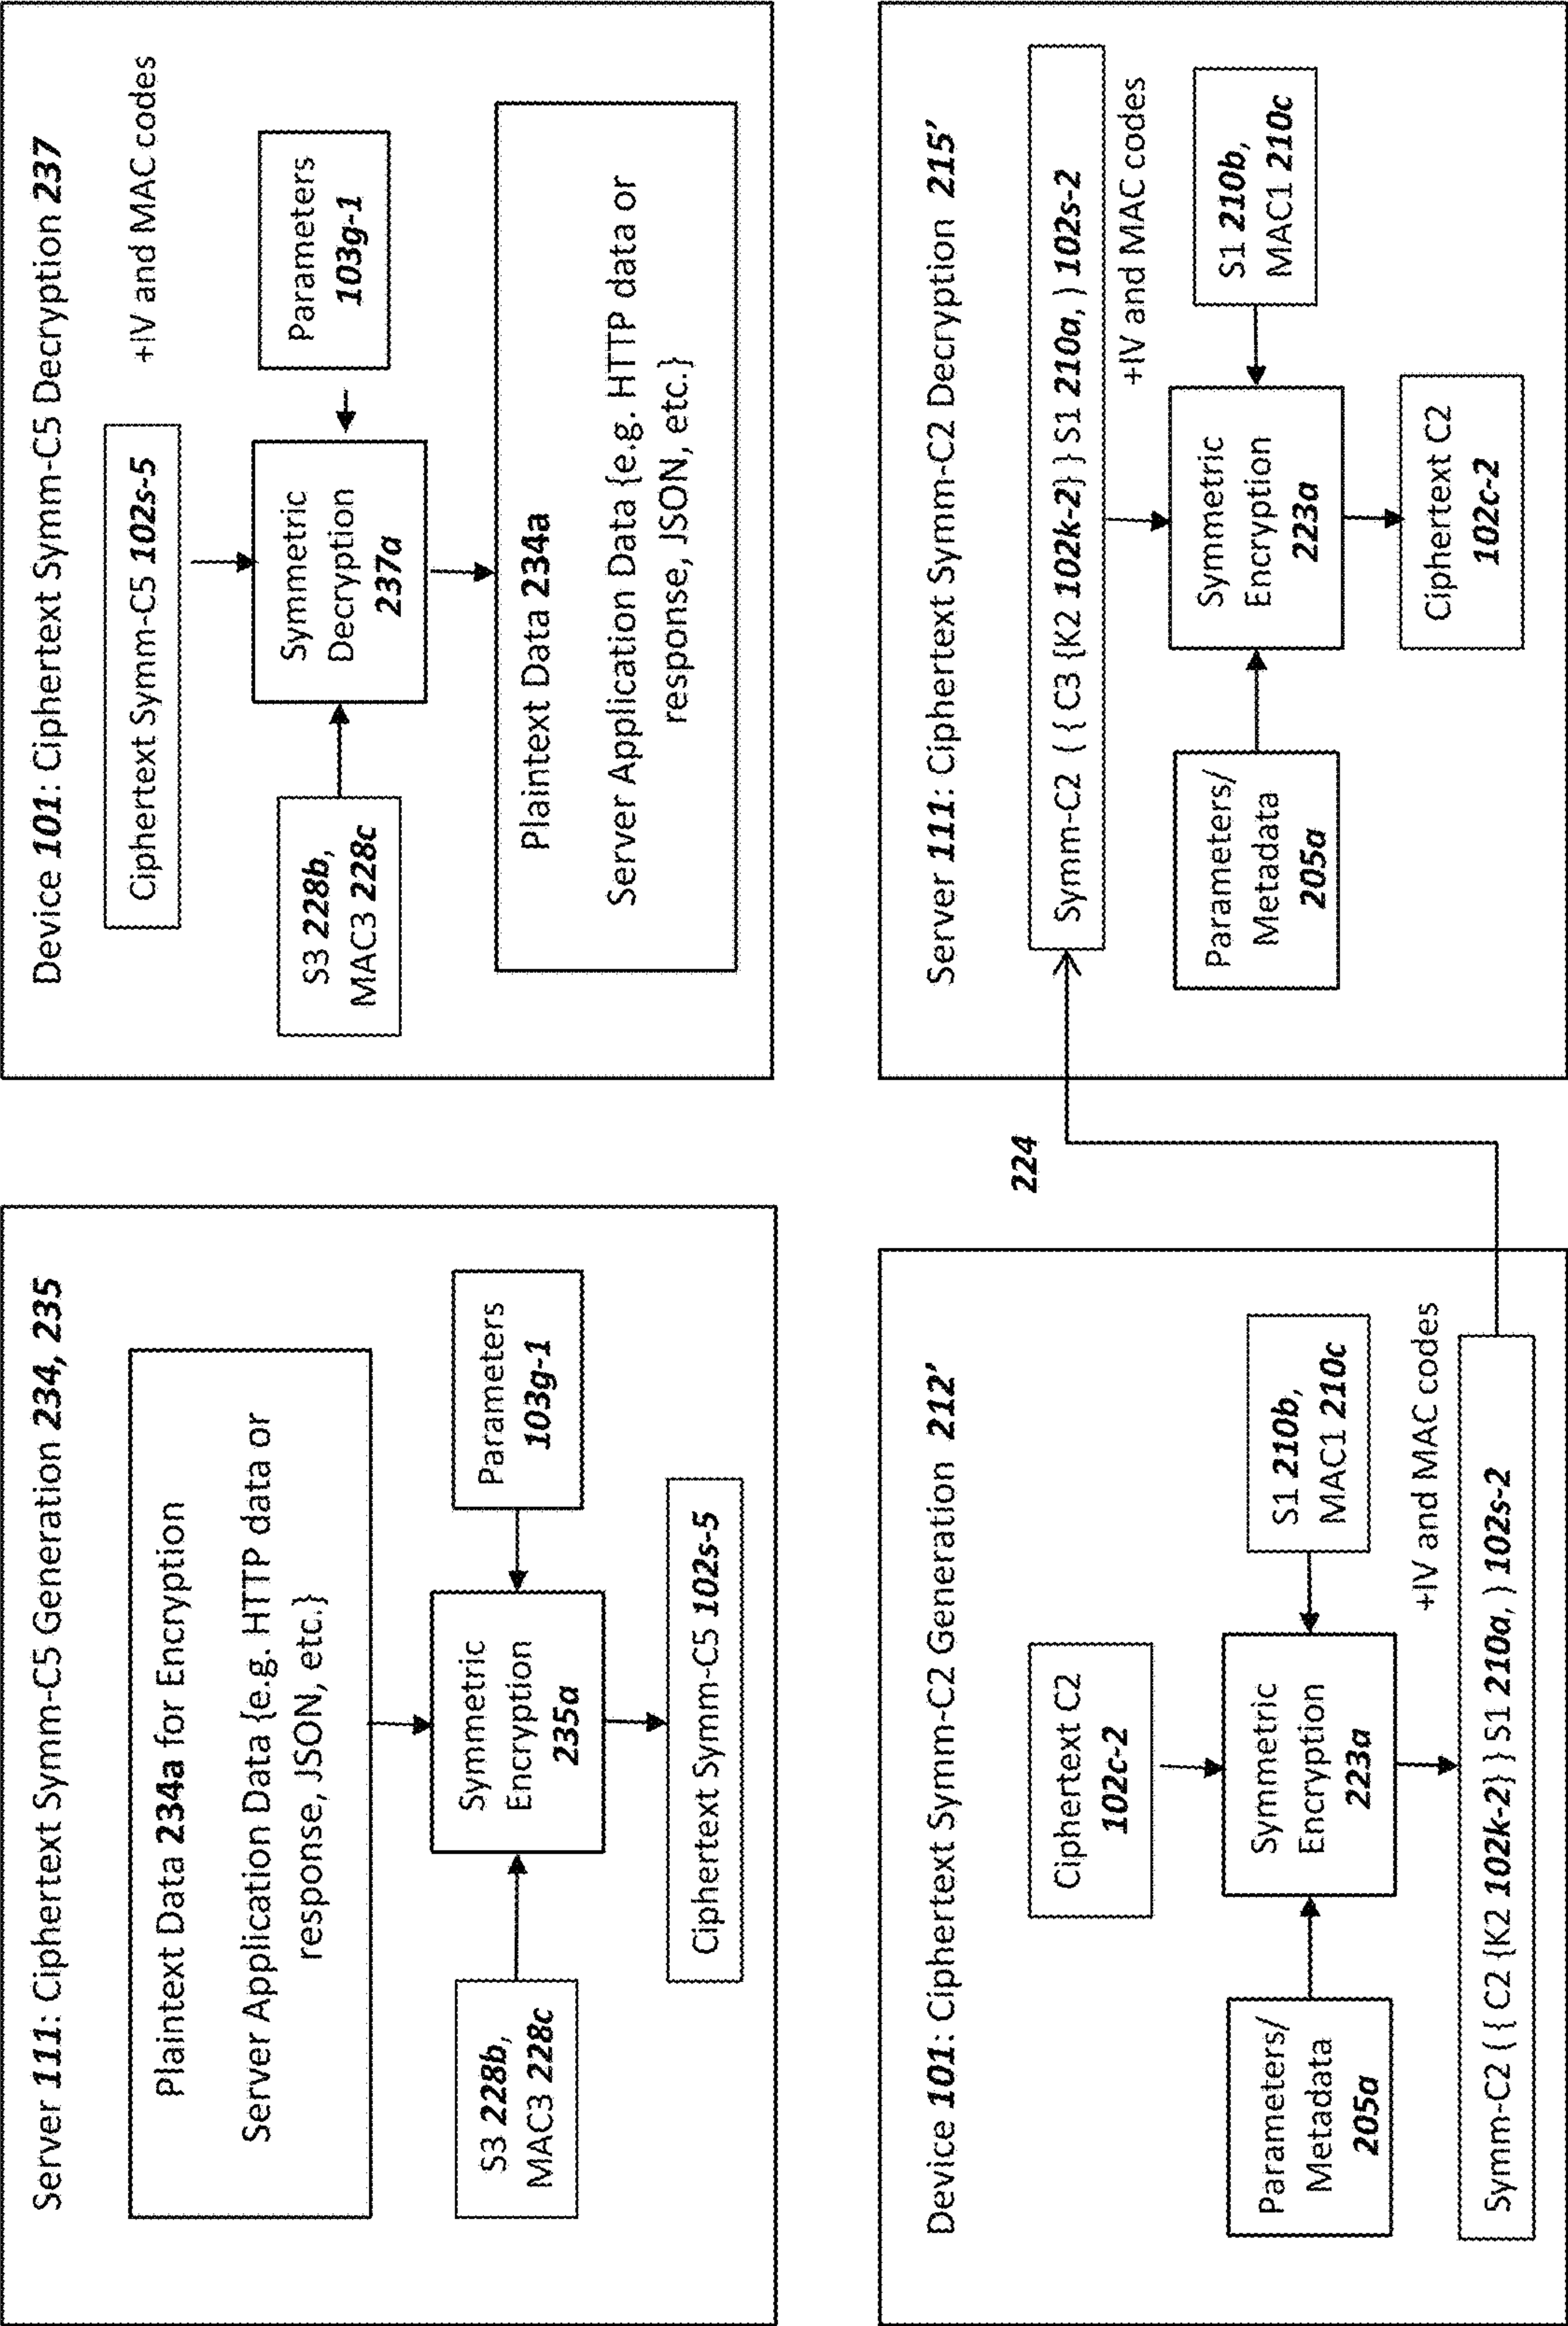 Server 111: Ciphertext Symm-C5 Generation 234, 235
Plaintext Data 234a for Encryption
Server Application Data {e.g. HTTP data or
response, JSON, etc.}
S3 228b,
MAC3 228c
Symmetric
Encryption
235a
Parameters
103g-1
Ciphertext Symm-C5 102s-5
Device 101: Ciphertext Symm-C5 Decryption 237
Ciphertext Symm-C5 102s-5
+IV and MAC codes
S3 228b,
MAC3 228c
Symmetric
Decryption
237a
Parameters
103g-1
Plaintext Data 234a
Server Application Data {e.g. HTTP data or
response, JSON, etc.}
Device 101: Ciphertext Symm-C2 Generation 212’
Ciphertext C2
102c-2
Parameters/
Metadata
205a
Symmetric
Encryption
223a
S1 210b,
MAC1 210c
+IV and MAC codes
Symm-C2 ( { C2 {K2 102k-2} } S1 210a, ) 102s-2
224
Server 111: Ciphertext Symm-C2 Decryption 215’
Symm-C2 ( { C3 {K2 102k-2} } S1 210a, ) 102s-2
+IV and MAC codes
Parameters/
Metadata
205a
Symmetric
Encryption
223a
S1 210b,
MAC1 210c
Ciphertext C2
102c-2